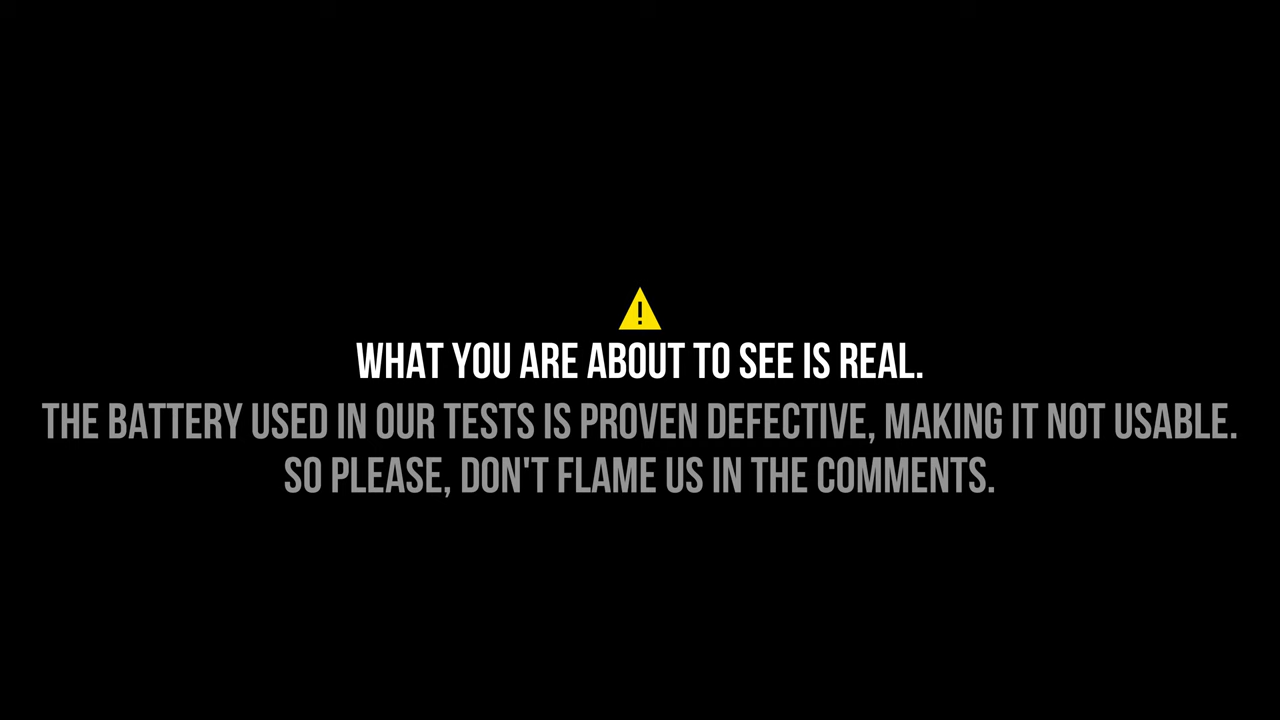 WHAT YOU ARE ABOUT TO SEE IS REAL.
THE BATTERY USED IN OUR TESTS IS PROVEN DEFECTIVE, MAKING IT NOT USABLE.
SO PLEASE, DON'T FLAME US IN THE COMMENTS.